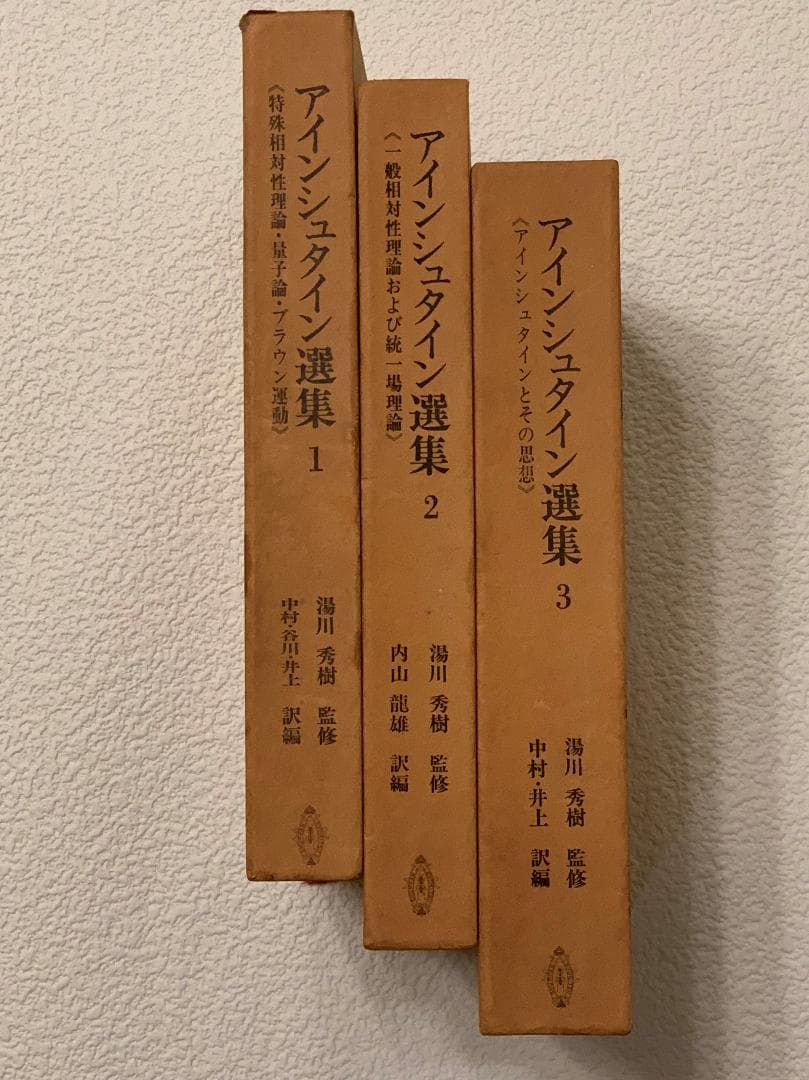 アインシュタイン選集 1
《特殊相対性理論・量子論・ブラウン運動》
湯川 秀樹 監修
中村・谷川・井上 訳編
アインシュタイン選集 2
《一般相対性理論および統一場理論》
湯川 秀樹 監修
内山 龍雄 訳編
アインシュタイン選集 3
《アインシュタインとその思想》
湯川 秀樹 監修
中村・井上 訳編